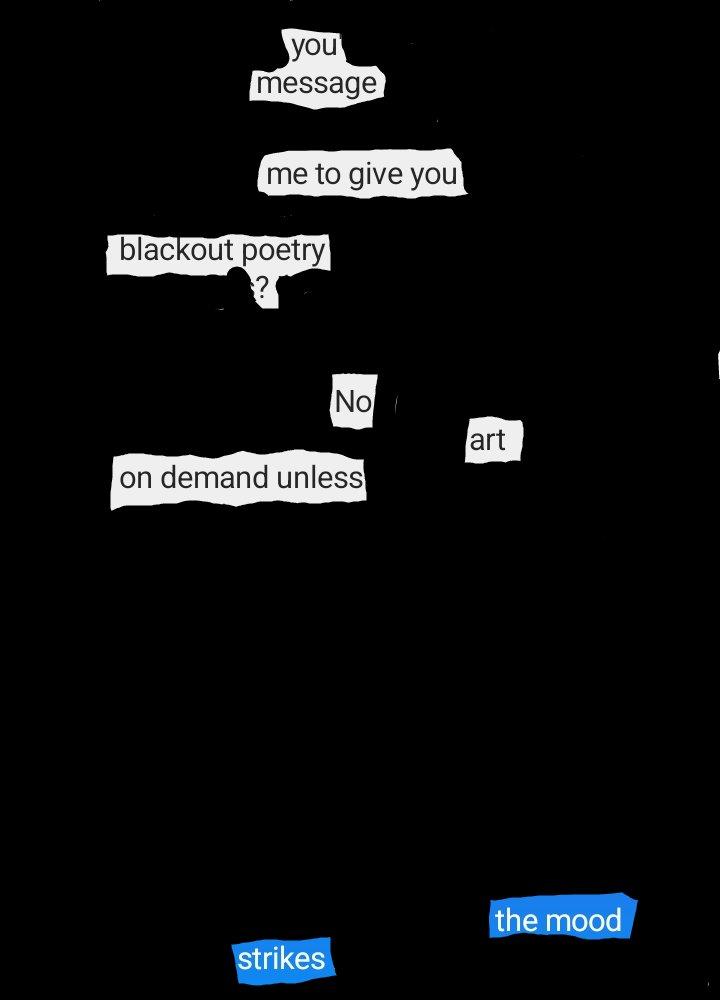 you
message
me to give you
blackout poetry
?
No
art
on demand unless
the mood
strikes